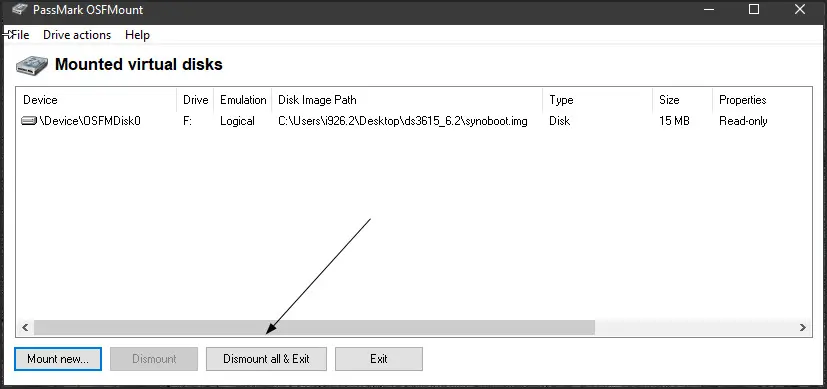 PassMark OSFMount
File Drive actions Help
Mounted virtual disks
Device Drive Emulation Disk Image Path Type Size Properties
\Device\OSFMDisk0 F: Logical C:\Users\i926.2\Desktop\ds3615_6.2\synoboot.img Disk 15 MB Read-only
Mount new... Dismount Dismount all & Exit Exit